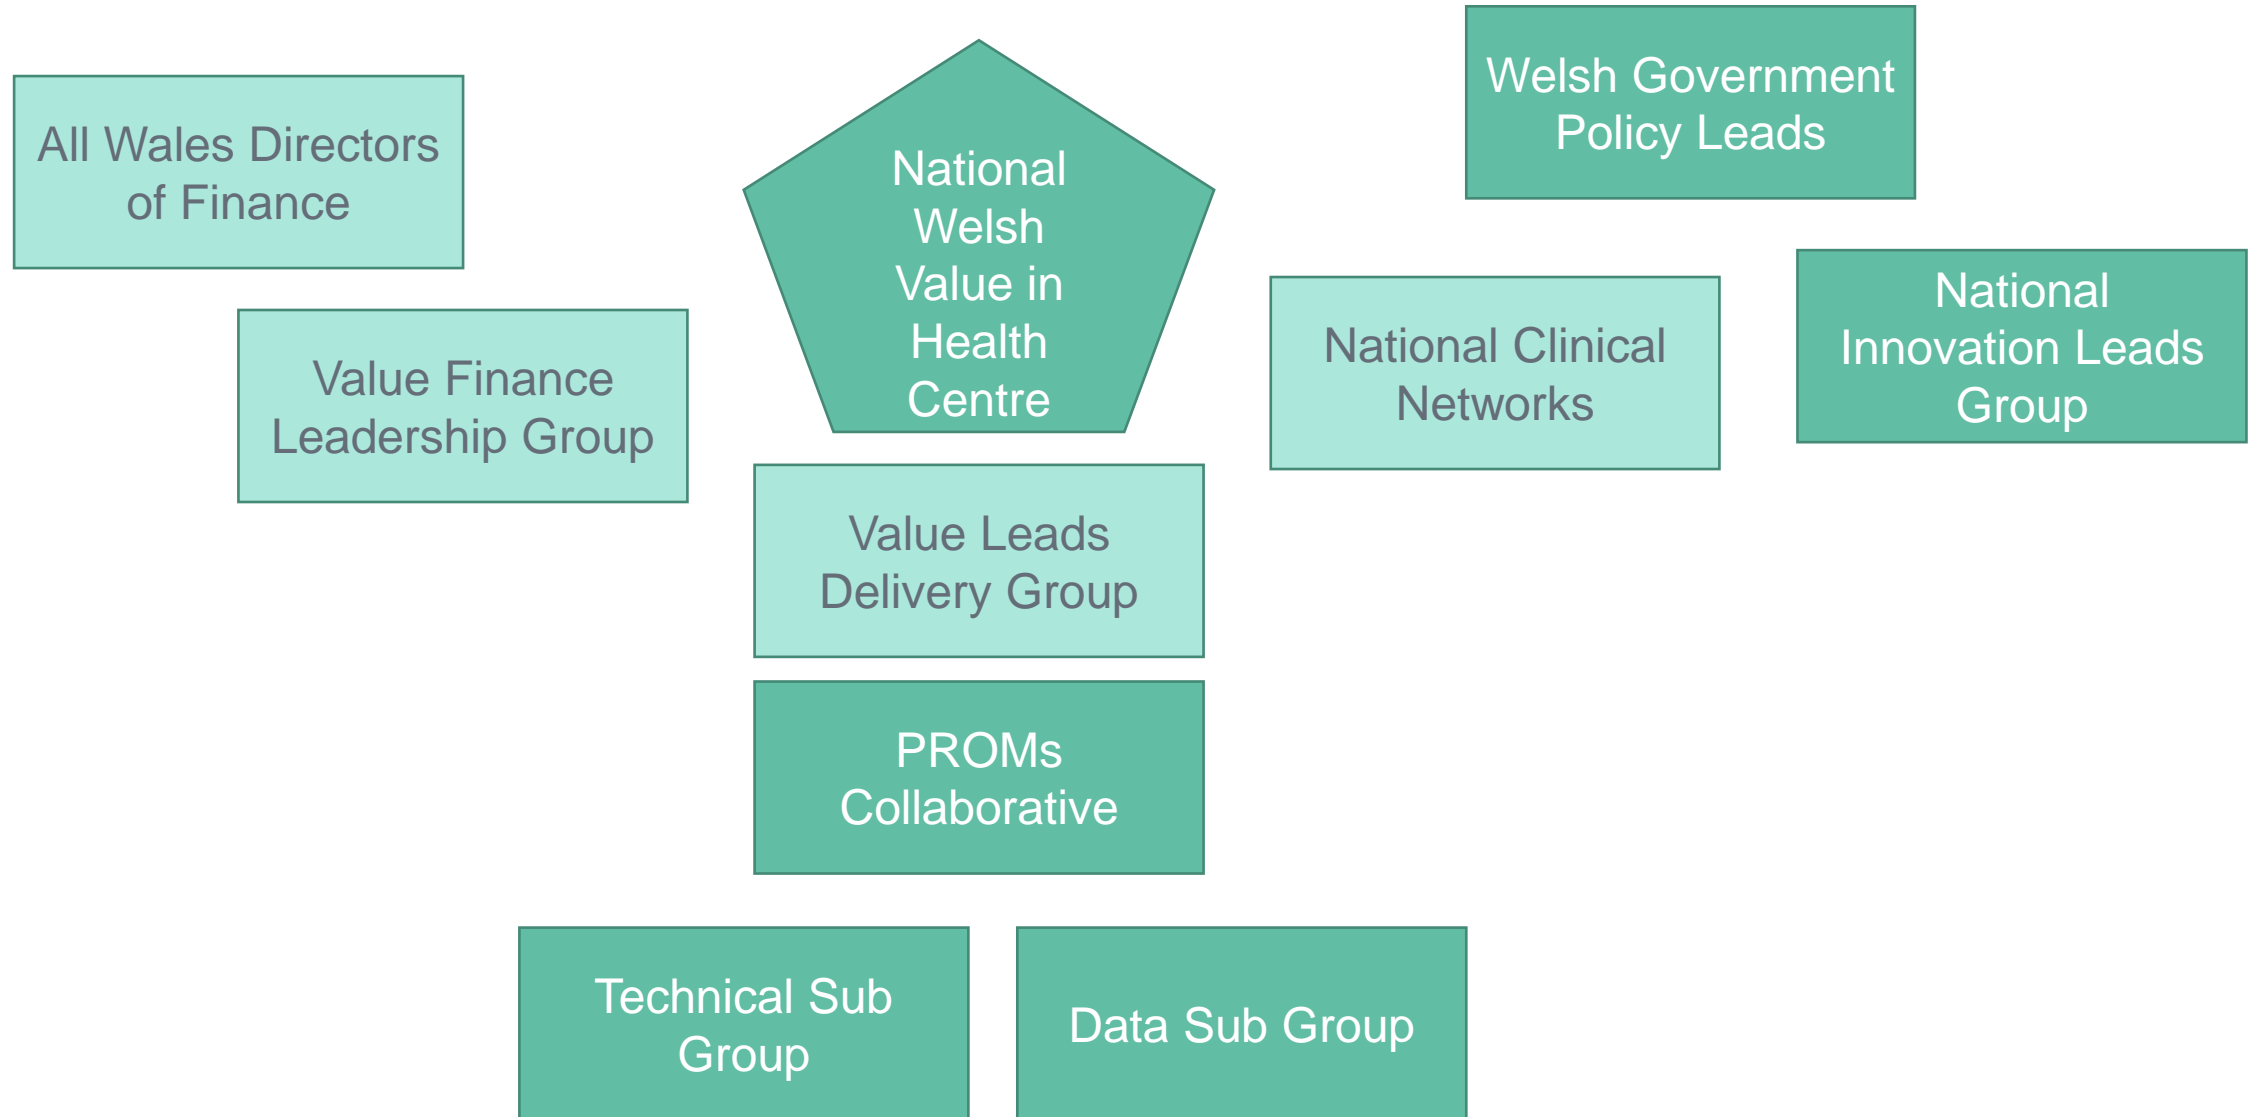 All Wales Directors
of Finance
National
Welsh
Value in
Health
Centre
Welsh Government
Policy Leads
Value Finance
Leadership Group
National Clinical
Networks
National
Innovation Leads
Group
Value Leads
Delivery Group
PROMs
Collaborative
Technical Sub
Group
Data Sub Group